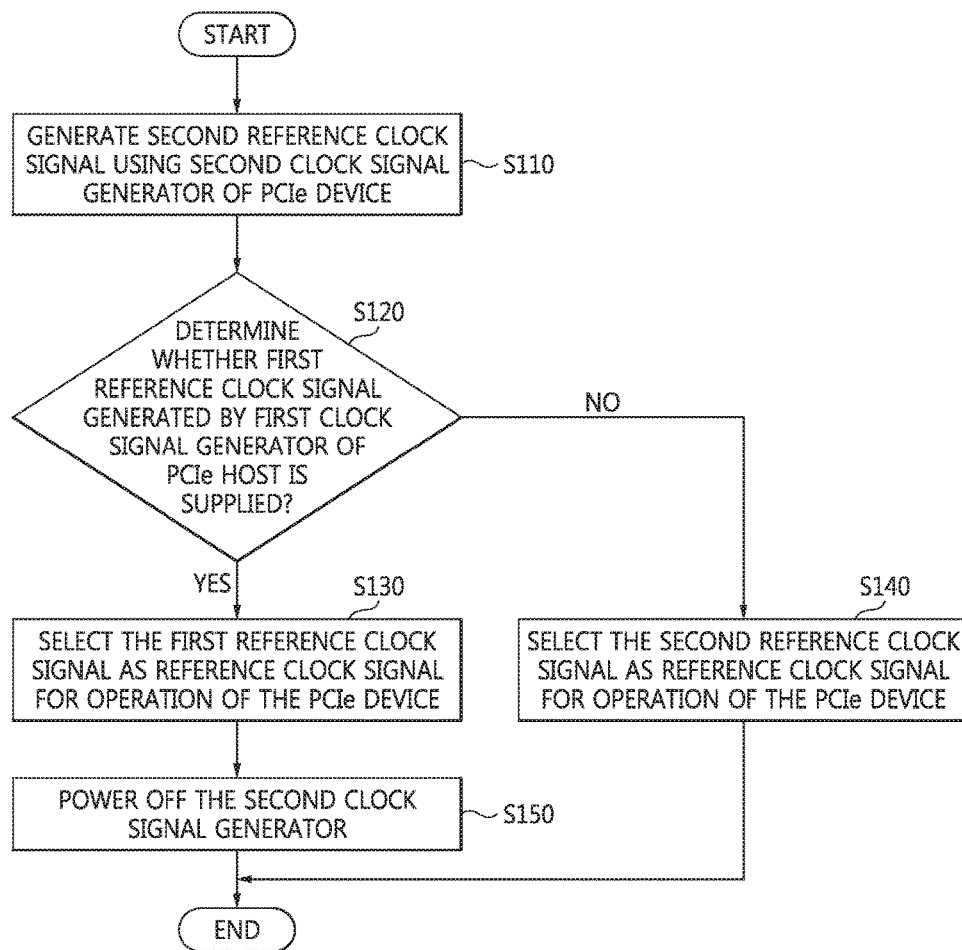 START
GENERATE SECOND REFERENCE CLOCK
SIGNAL USING SECOND CLOCK SIGNAL
GENERATOR OF PCIe DEVICE
S110
S120
DETERMINE
WHETHER FIRST
REFERENCE CLOCK SIGNAL
GENERATED BY FIRST CLOCK
SIGNAL GENERATOR OF
PCIe HOST IS
SUPPLIED?
NO
YES
S130
SELECT THE FIRST REFERENCE CLOCK
SIGNAL AS REFERENCE CLOCK SIGNAL
FOR OPERATION OF THE PCIe DEVICE
S140
SELECT THE SECOND REFERENCE CLOCK
SIGNAL AS REFERENCE CLOCK SIGNAL
FOR OPERATION OF THE PCIe DEVICE
POWER OFF THE SECOND CLOCK
SIGNAL GENERATOR
S150
END